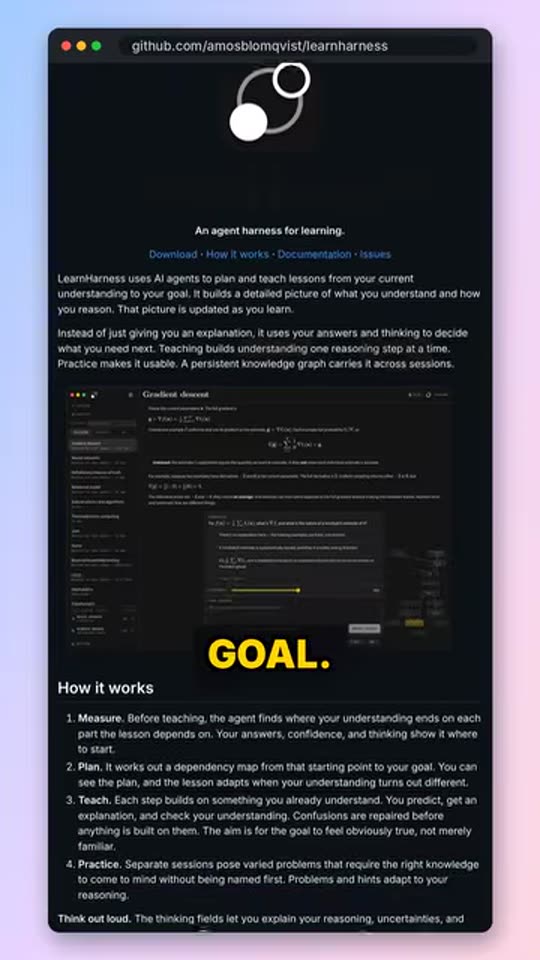 github.com/amosblomqvist/learnharness
An agent harness for learning.
Download · How it works · Documentation · Issues
LearnHarness uses AI agents to plan and teach lessons from your current
understanding to your goal. It builds a detailed picture of what you understand and how
you reason. That picture is updated as you learn.
Instead of just giving you an explanation, it uses your answers and thinking to decide
what you need next. Teaching builds understanding one reasoning step at a time.
Practice makes it usable. A persistent knowledge graph carries it across sessions.
Gradient descent
GOAL.
How it works
1. Measure. Before teaching, the agent finds where your understanding ends on each
part the lesson depends on. Your answers, confidence, and thinking show it where
to start.
2. Plan. It works out a dependency map from that starting point to your goal. You can
see the plan, and the lesson adapts when your understanding turns out different.
3. Teach. Each step builds on something you already understand. You predict, get an
explanation, and check your understanding. Confusions are repaired before
anything is built on them. The aim is for the goal to feel obviously true, not merely
familiar.
4. Practice. Separate sessions pose varied problems that require the right knowledge
to come to mind without being named first. Problems and hints adapt to your
reasoning.
Think out loud. The thinking fields let you explain your reasoning, uncertainties, and